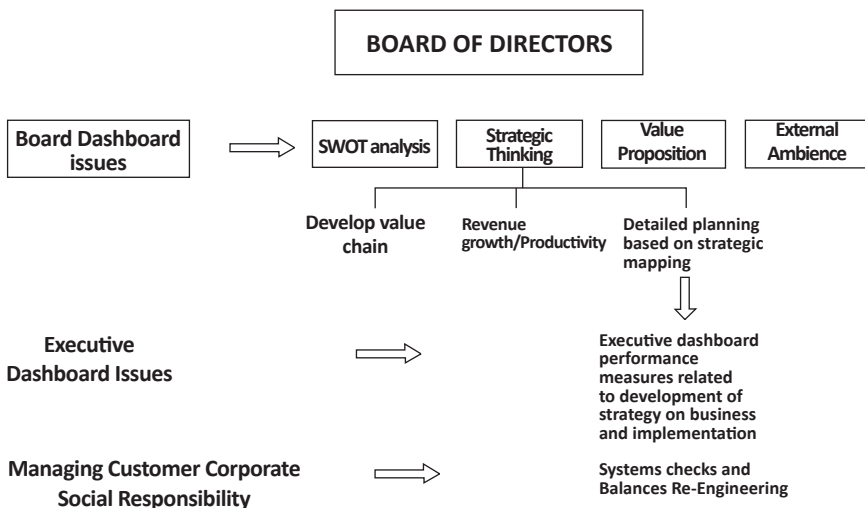 BOARD OF DIRECTORS
Board Dashboard
issues
SWOT analysis
Strategic
Thinking
Value
Proposition
External
Ambience
Develop value
chain
Revenue
growth/Productivity
Detailed planning
based on strategic
mapping
Executive
Dashboard Issues
Executive dashboard
performance
measures related
to development of
strategy on business
and implementation
Managing Customer Corporate
Social Responsibility
Systems checks and
Balances Re-Engineering